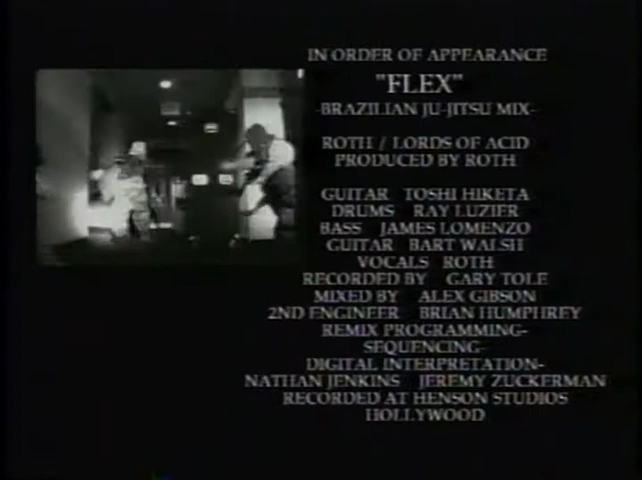 IN ORDER OF APPEARANCE
"FLEX"
-BRAZILIAN JU-JITSU MIX-
ROTH / LORDS OF ACID
PRODUCED BY ROTH
GUITAR TOSHI HIKETA
DRUMS RAY LUZIER
BASS JAMES LOMENZO
GUITAR BART WALSH
VOCALS ROTH
RECORDED BY GARY TOLE
MIXED BY ALEX GIBSON
2ND ENGINEER BRIAN HUMPHREY
REMIX PROGRAMMING-
SEQUENCING-
DIGITAL INTERPRETATION-
NATHAN JENKINS JEREMY ZUCKERMAN
RECORDED AT HENSON STUDIOS
HOLLYWOOD